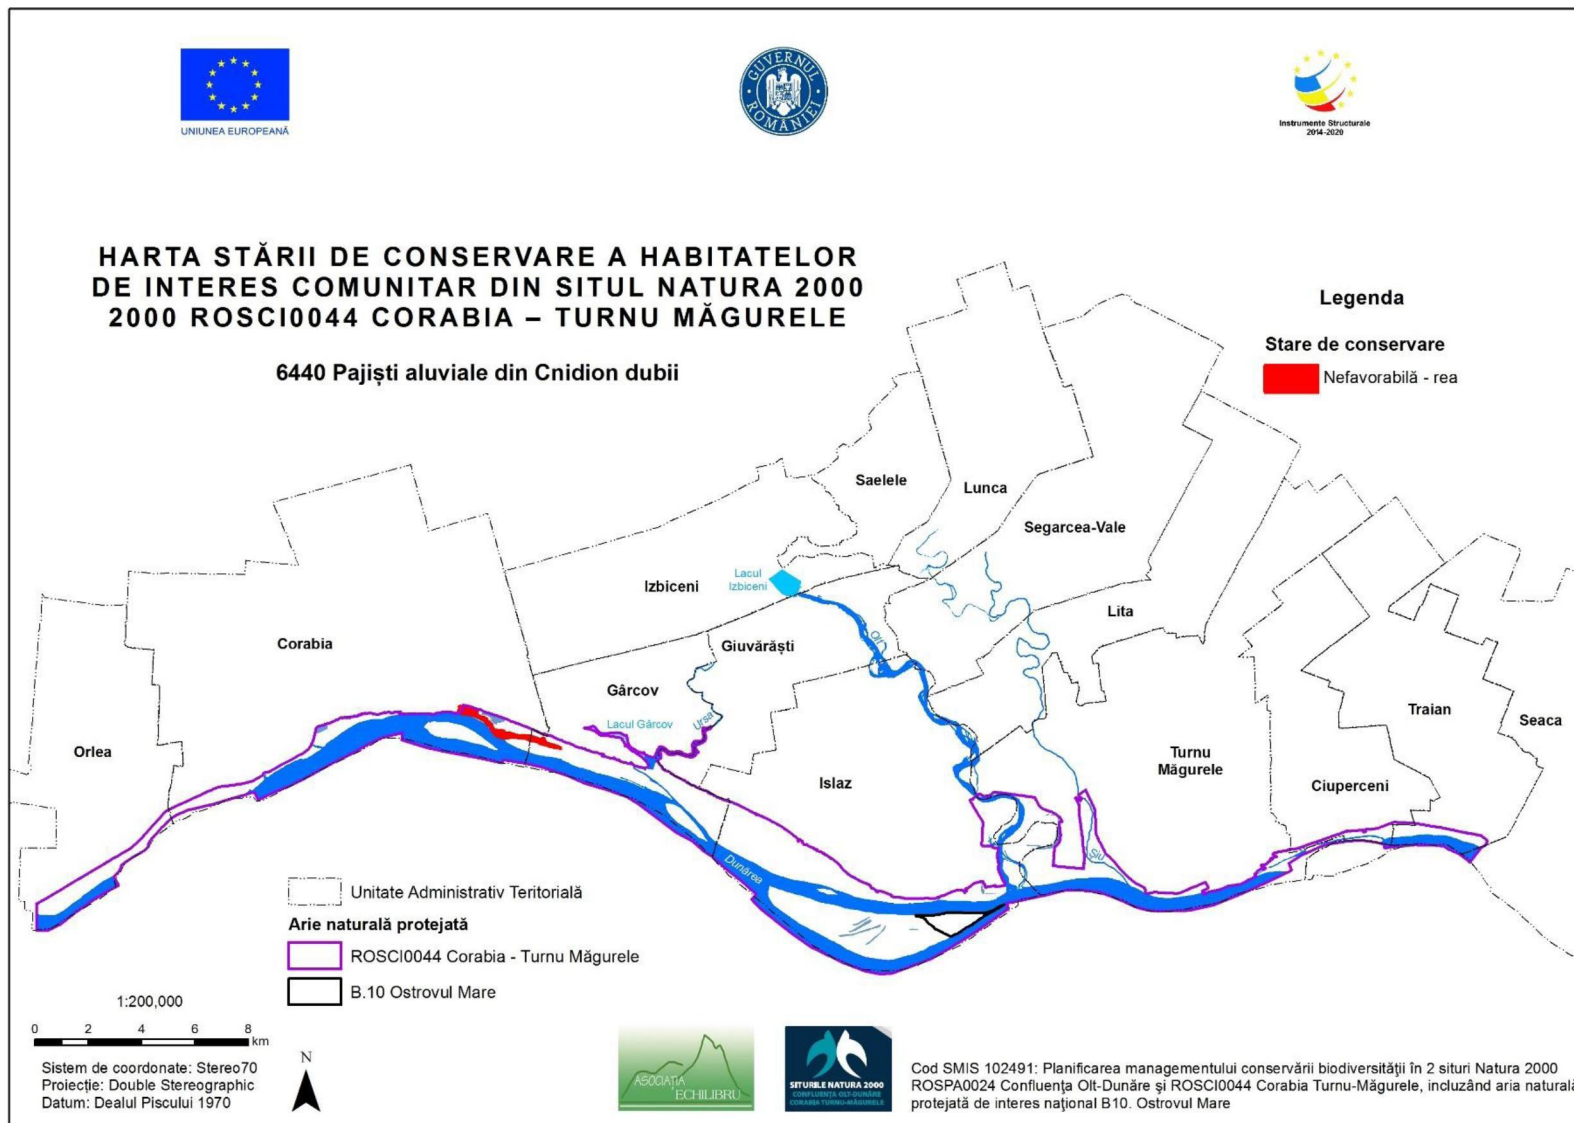 UNIUNEA EUROPEANĂ
GUVERNUL ROMÂNIEI
Instrumente Structurale
2014-2020
HARTA STĂRII DE CONSERVARE A HABITATELOR
DE INTERES COMUNITAR DIN SITUL NATURA 2000
2000 ROSCI0044 CORABIA – TURNU MĂGURELE
6440 Pajiști aluviale din Cnidion dubii
Legenda
Stare de conservare
Nefavorabilă - rea
Saelele
Lunca
Segarcea-Vale
Izbiceni
Lacul
Izbiceni
Lita
Corabia
Giuvărăști
Olt
Gârcov
Lacul Gârcov
Ursa
Orlea
Islaz
Turnu
Măgurele
Traian
Seaca
Ciuperceni
Siu
Dunărea
Unitate Administrativ Teritorială
Arie naturală protejată
ROSCI0044 Corabia - Turnu Măgurele
B.10 Ostrovul Mare
1:200,000
0 2 4 6 8
km
Sistem de coordonate: Stereo70
Proiecție: Double Stereographic
Datum: Dealul Piscului 1970
N
ASOCIAȚIA
ECHILIBRU
SITURILE NATURA 2000
CONFLUENȚA OLT-DUNĂRE
CORABIA TURNU-MĂGURELE
Cod SMIS 102491: Planificarea managementului conservării biodiversității în 2 situri Natura 2000
ROSPA0024 Confluența Olt-Dunăre și ROSCI0044 Corabia Turnu-Măgurele, incluzând aria naturală
protejată de interes național B10. Ostrovul Mare